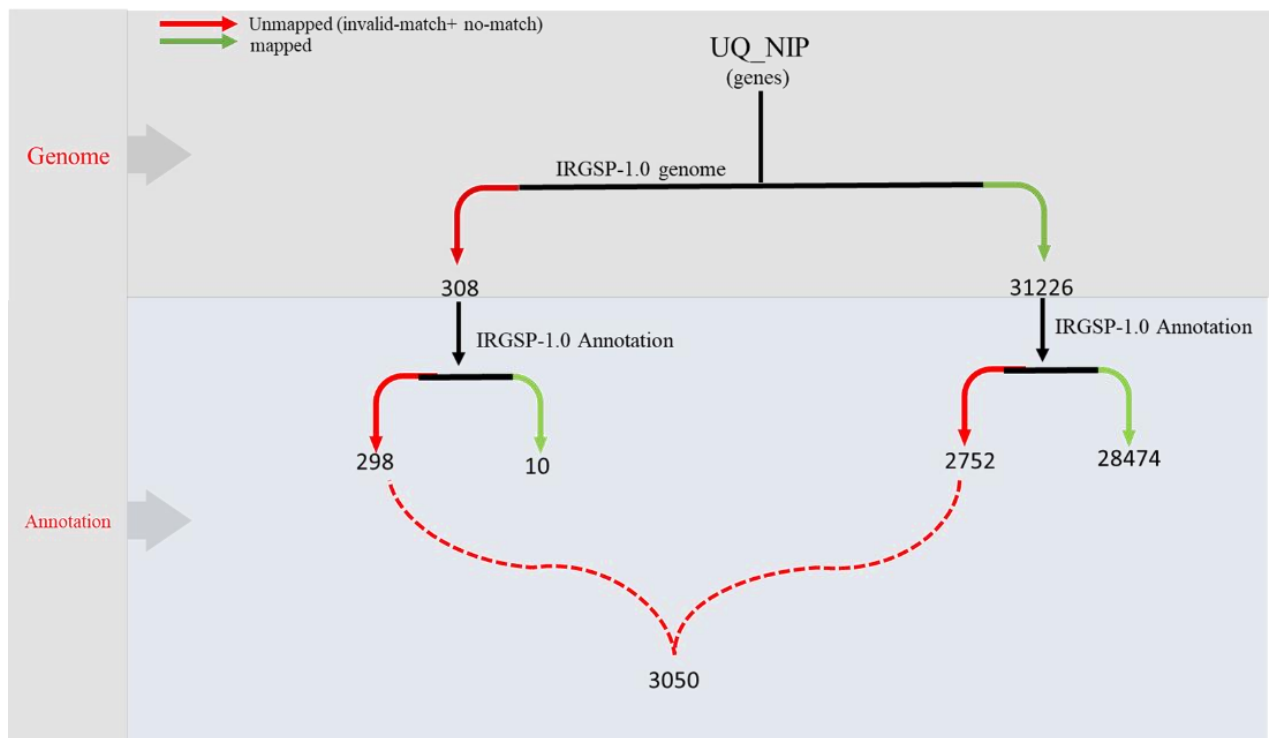 Unmapped (invalid-match+ no-match)
mapped
UQ_NIP
(genes)
Genome
IRGSP-1.0 genome
308
31226
IRGSP-1.0 Annotation
IRGSP-1.0 Annotation
298
10
2752
28474
Annotation
3050